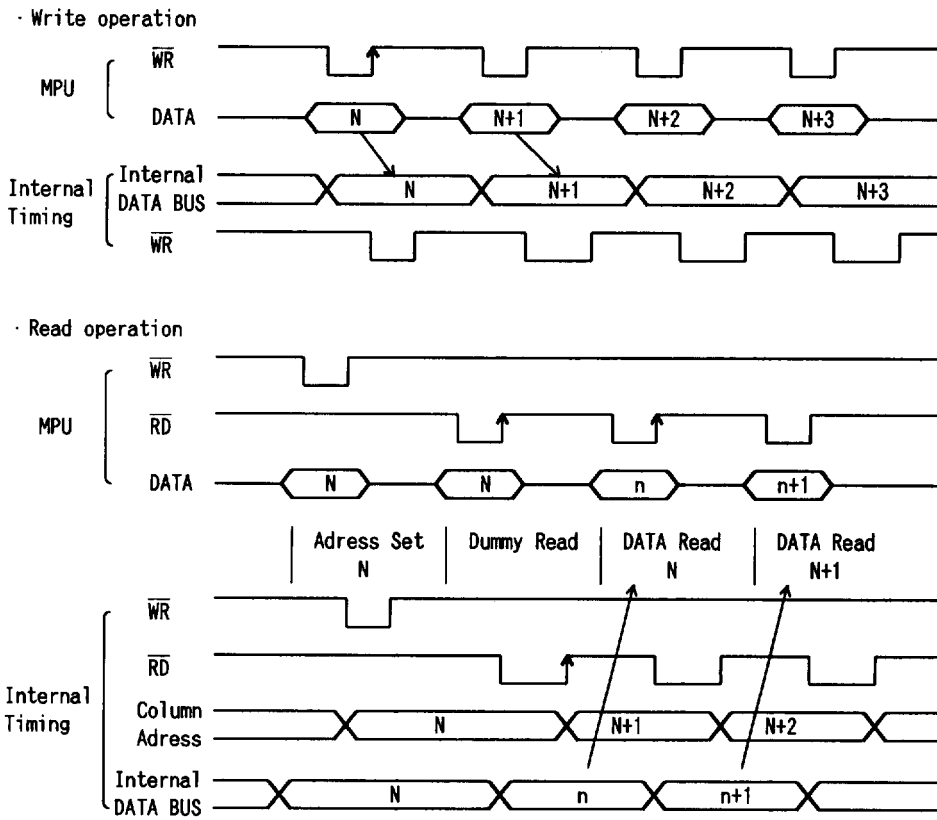 · Write operation
MPU
WR
DATA
N
N+1
N+2
N+3
Internal Timing
Internal DATA BUS
N
N+1
N+2
N+3
WR
· Read operation
MPU
WR
RD
DATA
N
N
n
n+1
Adress Set
N
Dummy Read
DATA Read
N
DATA Read
N+1
Internal Timing
WR
RD
Column Adress
N
N+1
N+2
Internal DATA BUS
N
n
n+1